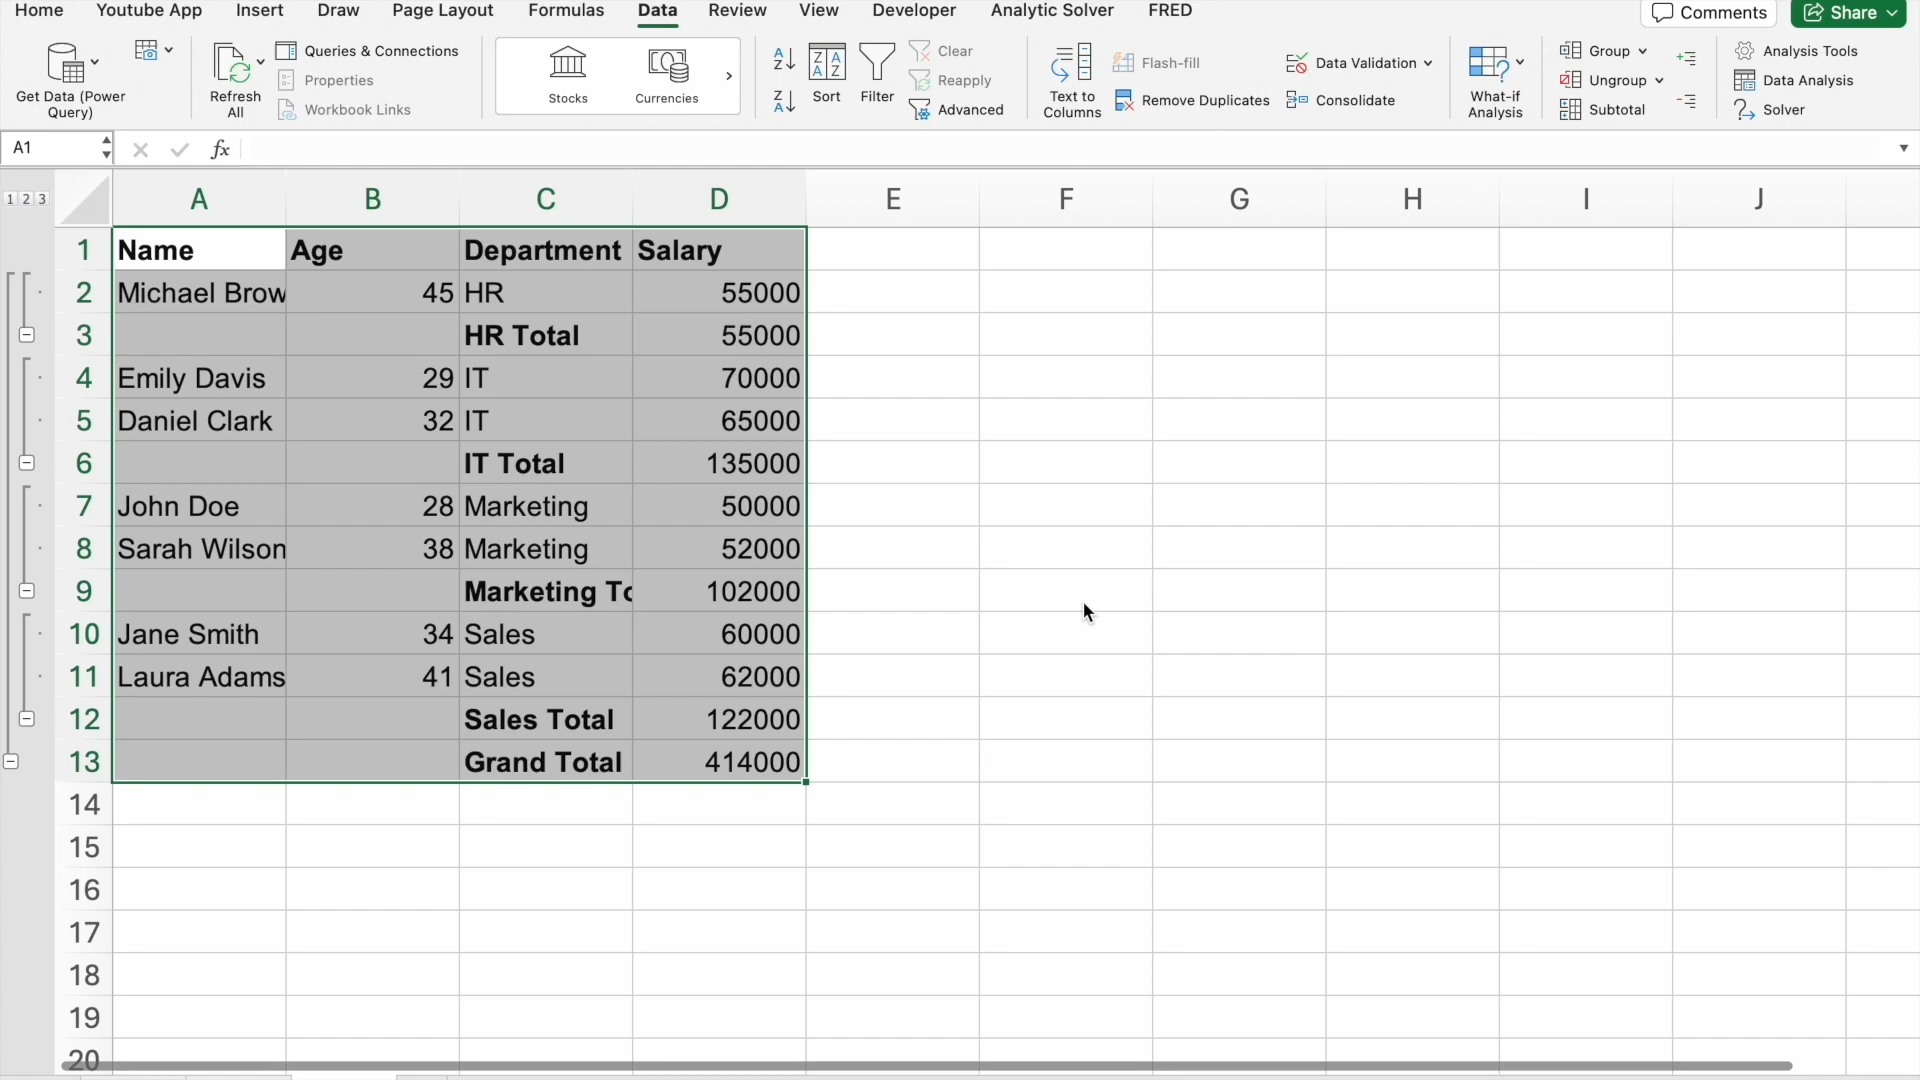 Home Youtube App Insert Draw Page Layout Formulas Data Review View Developer Analytic Solver FRED Comments Share
Get Data (Power Query)
Refresh All
Queries & Connections
Properties
Workbook Links
Stocks
Currencies
Sort
Filter
Clear
Reapply
Advanced
Text to Columns
Flash-fill
Remove Duplicates
Data Validation
Consolidate
What-if Analysis
Group
Ungroup
Subtotal
Analysis Tools
Data Analysis
Solver
A1 fx
1 2 3 A B C D E F G H I J
1 Name Age Department Salary
2 Michael Brow 45 HR 55000
3 HR Total 55000
4 Emily Davis 29 IT 70000
5 Daniel Clark 32 IT 65000
6 IT Total 135000
7 John Doe 28 Marketing 50000
8 Sarah Wilson 38 Marketing 52000
9 Marketing To 102000
10 Jane Smith 34 Sales 60000
11 Laura Adams 41 Sales 62000
12 Sales Total 122000
13 Grand Total 414000
14
15
16
17
18
19
20